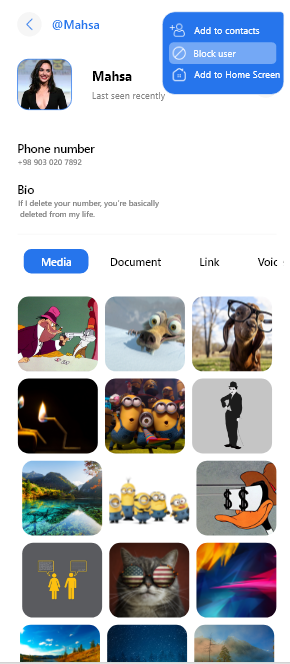 @Mahsa
Add to contacts
Block user
Add to Home Screen
Mahsa
Last seen recently
Phone number
+98 903 020 7892
Bio
If I delete your number, you're basically
deleted from my life.
Media Document Link Voic